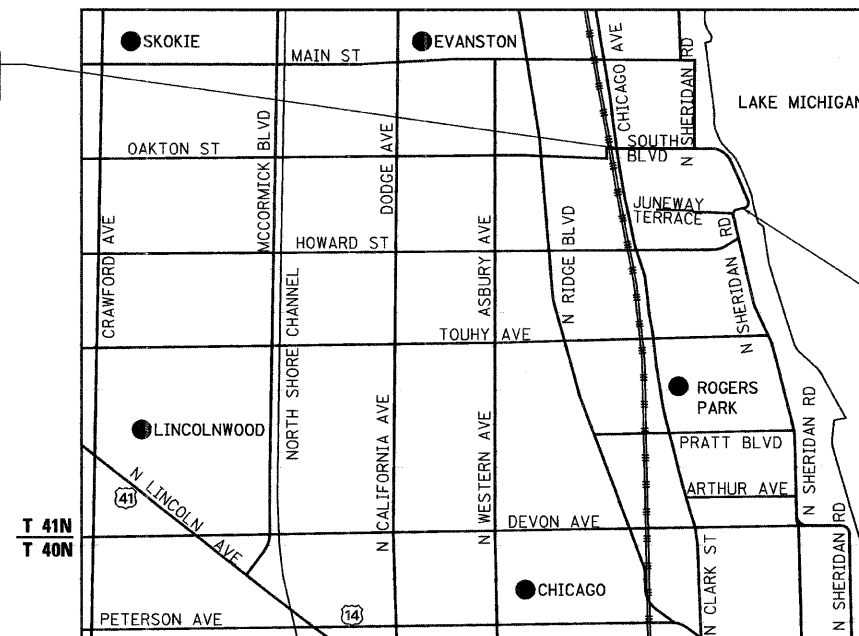 SKOKIE
EVANSTON
MAIN ST
CHICAGO AVE
N SHERIDAN RD
LAKE MICHIGAN
OAKTON ST
MCCORMICK BLVD
DODGE AVE
SOUTH
BLVD
JUNEWAY
TERRACE
CRAWFORD AVE
HOWARD ST
ASBURY AVE
N RIDGE BLVD
N SHERIDAN RD
NORTH SHORE CHANNEL
TOUHY AVE
ROGERS
PARK
LINCOLNWOOD
N CALIFORNIA AVE
N WESTERN AVE
PRATT BLVD
N SHERIDAN RD
N LINCOLN AVE
41
ARTHUR AVE
T 41N
T 40N
DEVON AVE
N CLARK ST
N SHERIDAN RD
CHICAGO
PETERSON AVE
14